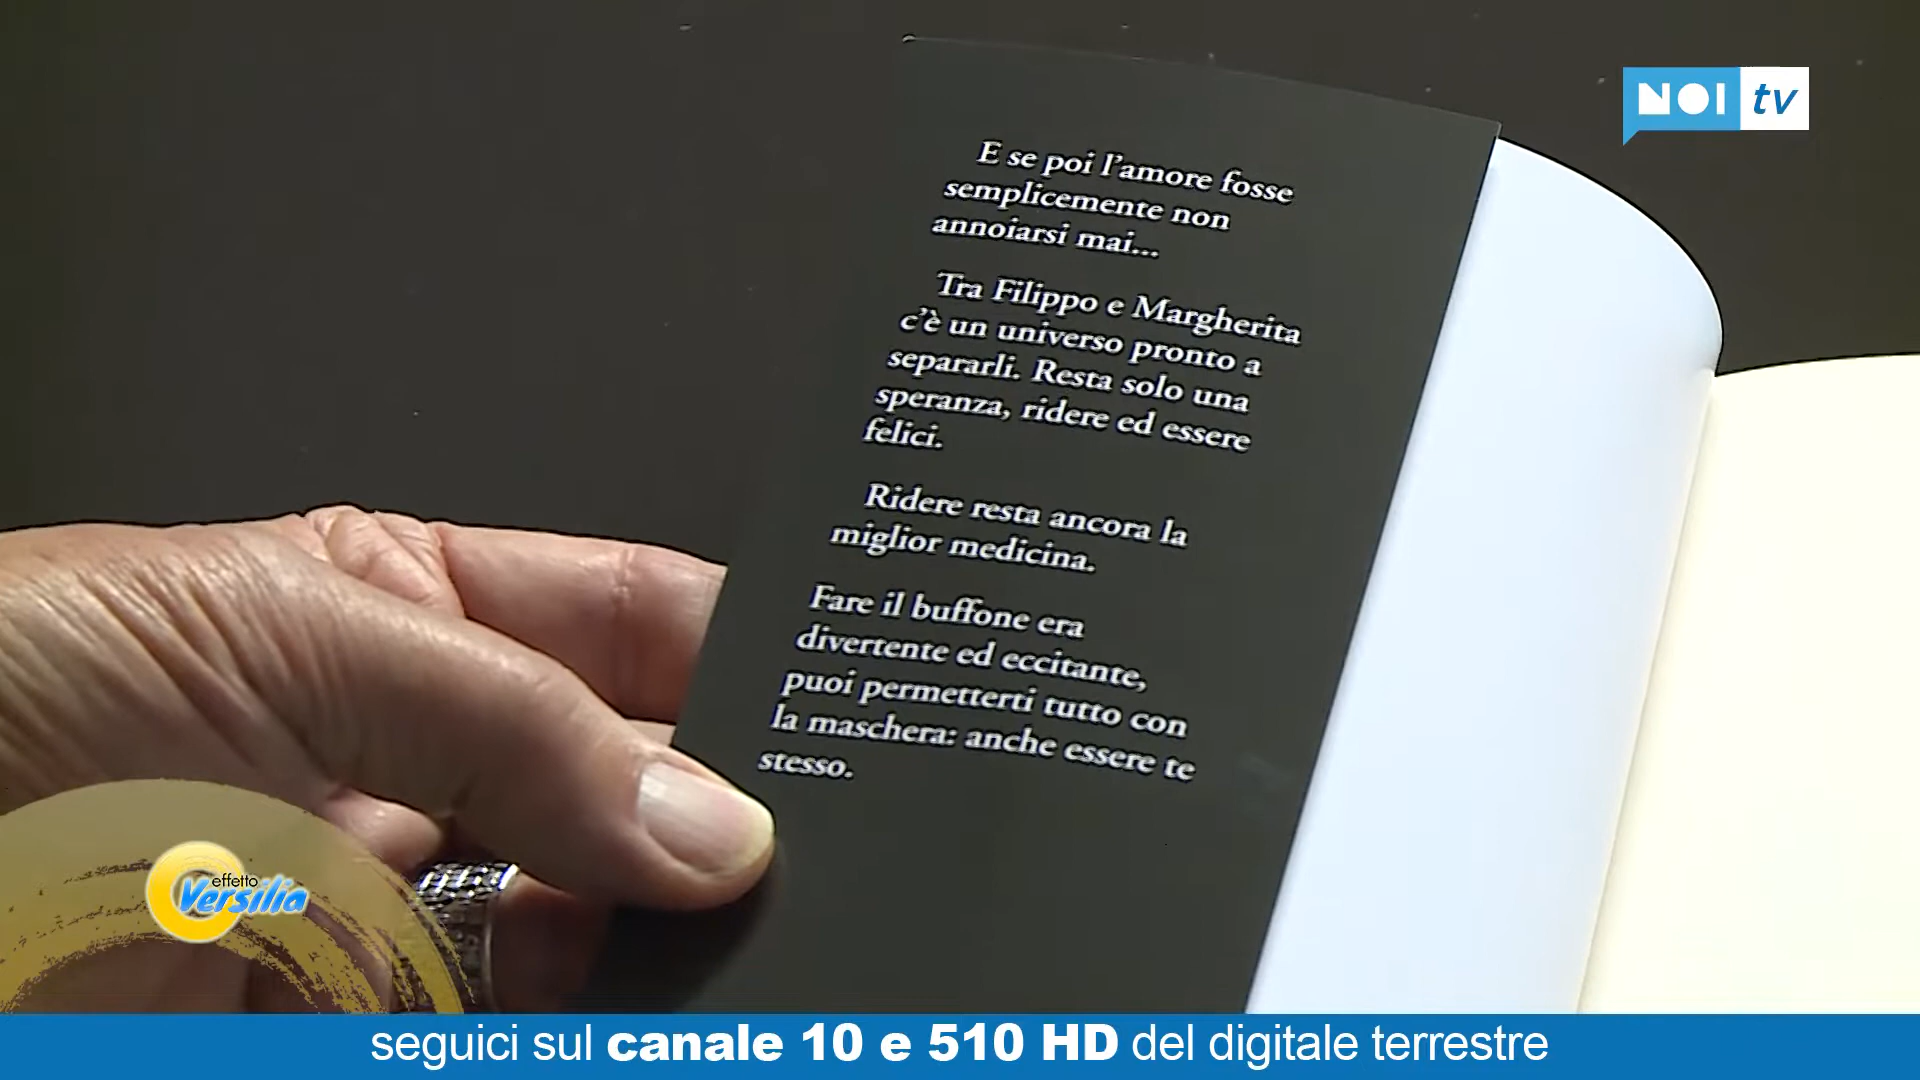 NOI tv
E se poi l'amore fosse
semplicemente non
annoiarsi mai...
Tra Filippo e Margherita
c'è un universo pronto a
separarli. Resta solo una
speranza, ridere ed essere
felici.
Ridere resta ancora la
miglior medicina.
Fare il buffone era
divertente ed eccitante,
puoi permetterti tutto con
la maschera: anche essere te
stesso.
effetto
Versilia
seguici sul canale 10 e 510 HD del digitale terrestre